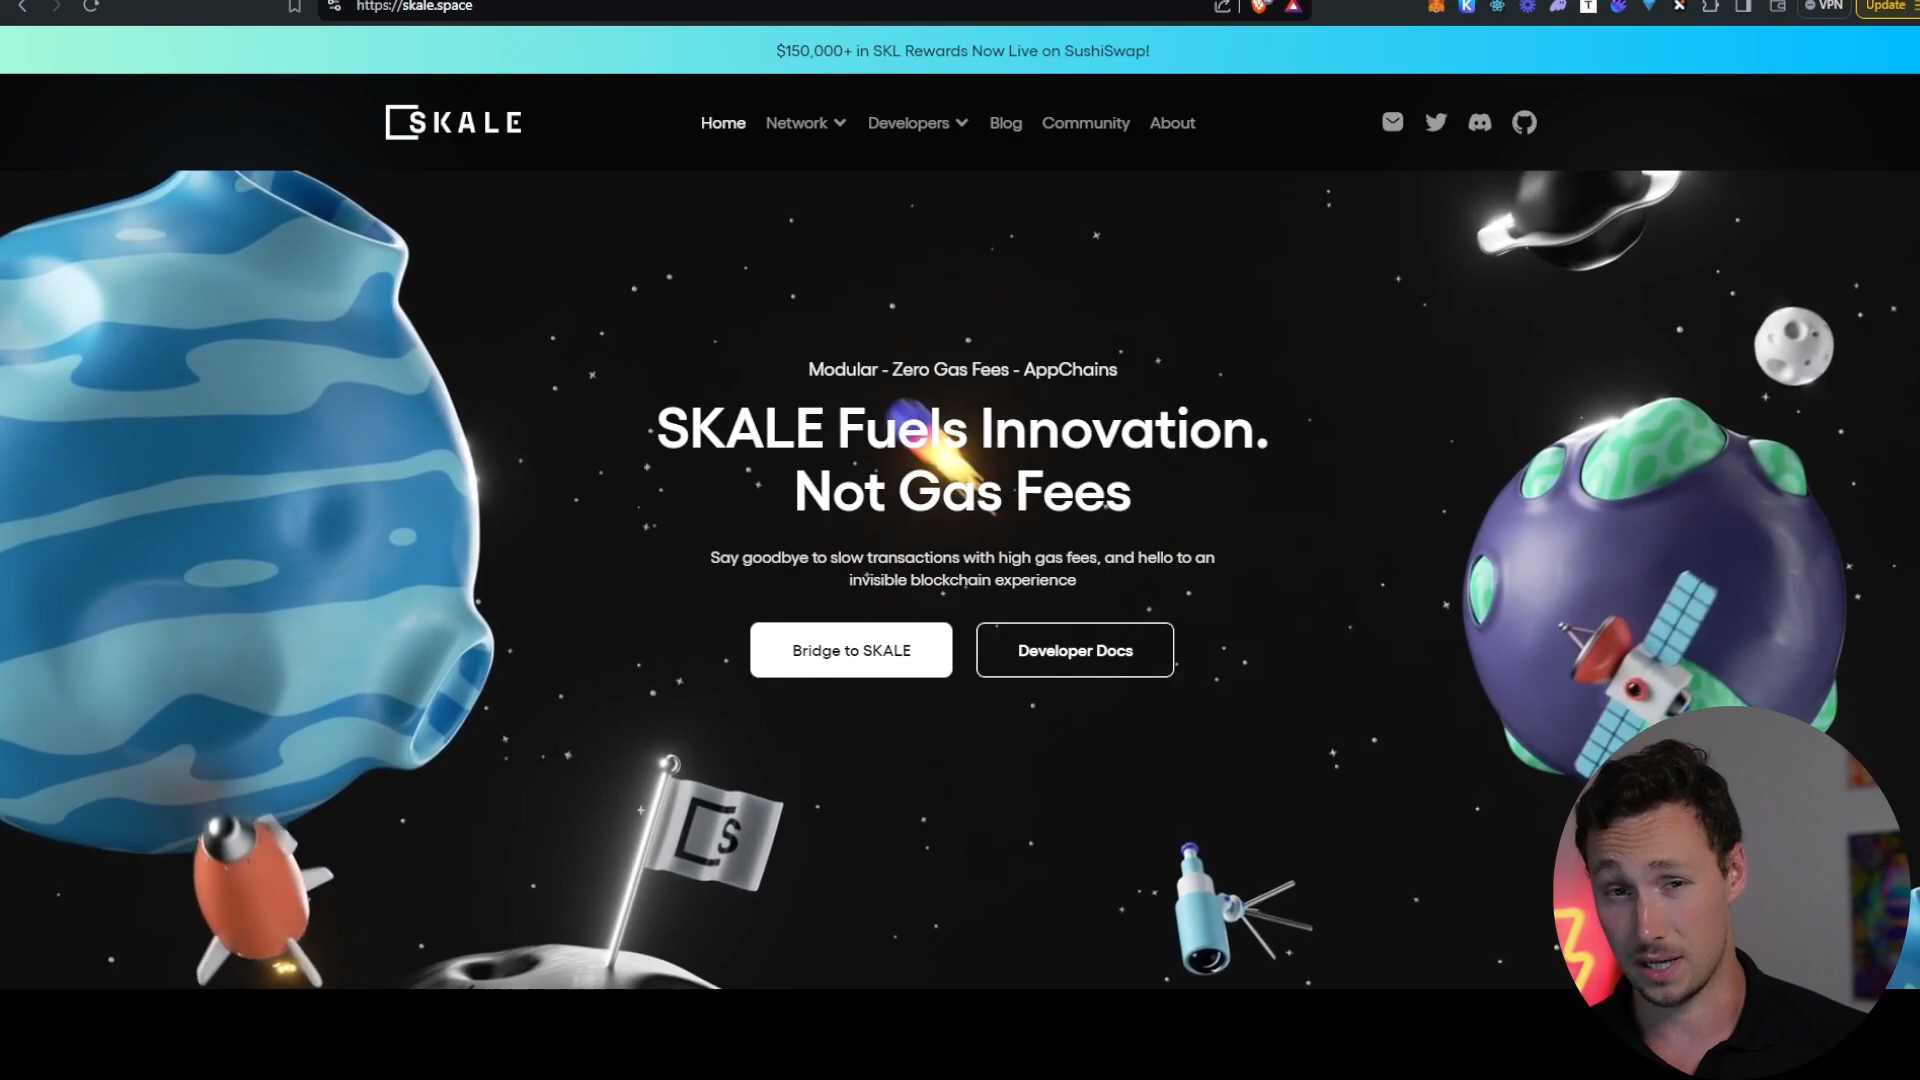 https://skale.space
VPN
Update
$150,000+ in SKL Rewards Now Live on SushiSwap!
SKALE
Home
Network
Developers
Blog
Community
About
Modular - Zero Gas Fees - AppChains
SKALE Fuels Innovation.
Not Gas Fees
Say goodbye to slow transactions with high gas fees, and hello to an
invisible blockchain experience
Bridge to SKALE
Developer Docs
S